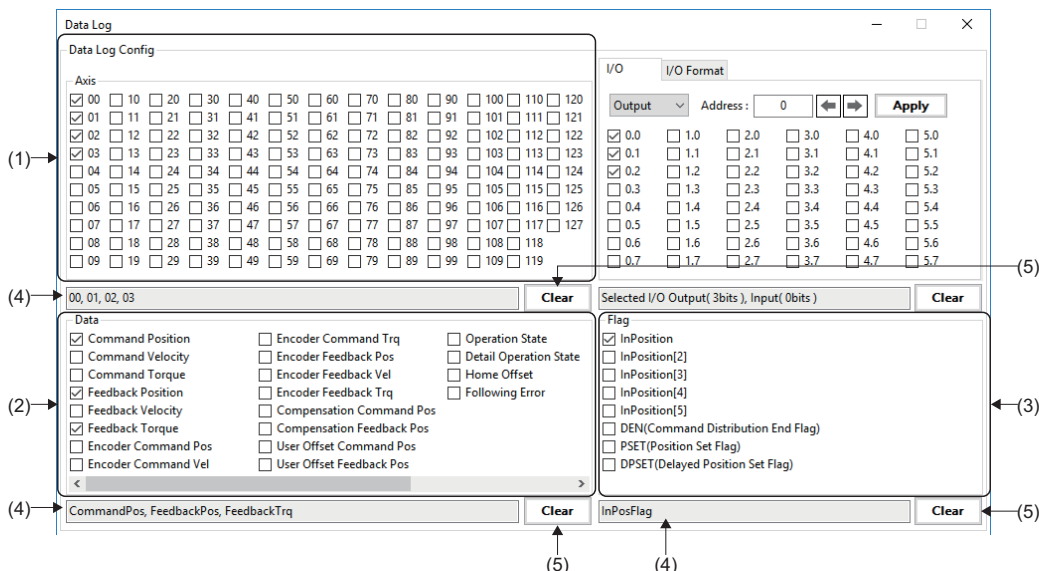 Data Log
Data Log Config
Axis
00 10 20 30 40 50 60 70 80 90 100 110 120
01 11 21 31 41 51 61 71 81 91 101 111 121
02 12 22 32 42 52 62 72 82 92 102 112 122
03 13 23 33 43 53 63 73 83 93 103 113 123
04 14 24 34 44 54 64 74 84 94 104 114 124
05 15 25 35 45 55 65 75 85 95 105 115 125
06 16 26 36 46 56 66 76 86 96 106 116 126
07 17 27 37 47 57 67 77 87 97 107 117 127
08 18 28 38 48 58 68 78 88 98 108 118
09 19 29 39 49 59 69 79 89 99 109 119
(1)
I/O I/O Format
Output Address : 0 Apply
0.0 1.0 2.0 3.0 4.0 5.0
0.1 1.1 2.1 3.1 4.1 5.1
0.2 1.2 2.2 3.2 4.2 5.2
0.3 1.3 2.3 3.3 4.3 5.3
0.4 1.4 2.4 3.4 4.4 5.4
0.5 1.5 2.5 3.5 4.5 5.5
0.6 1.6 2.6 3.6 4.6 5.6
0.7 1.7 2.7 3.7 4.7 5.7
(5)
(4) 00, 01, 02, 03 Clear
Selected I/O Output( 3bits ), Input( 0bits ) Clear
Data
Command Position Encoder Command Trq Operation State
Command Velocity Encoder Feedback Pos Detail Operation State
Command Torque Encoder Feedback Vel Home Offset
Feedback Position Encoder Feedback Trq Following Error
Feedback Velocity Compensation Command Pos
Feedback Torque Compensation Feedback Pos
Encoder Command Pos User Offset Command Pos
Encoder Command Vel User Offset Feedback Pos
(2)
Flag
InPosition
InPosition[2]
InPosition[3]
InPosition[4]
InPosition[5]
DEN(Command Distribution End Flag)
PSET(Position Set Flag)
DPSET(Delayed Position Set Flag)
(3)
(4) CommandPos, FeedbackPos, FeedbackTrq Clear
InPosFlag Clear (5)
(5) (4)